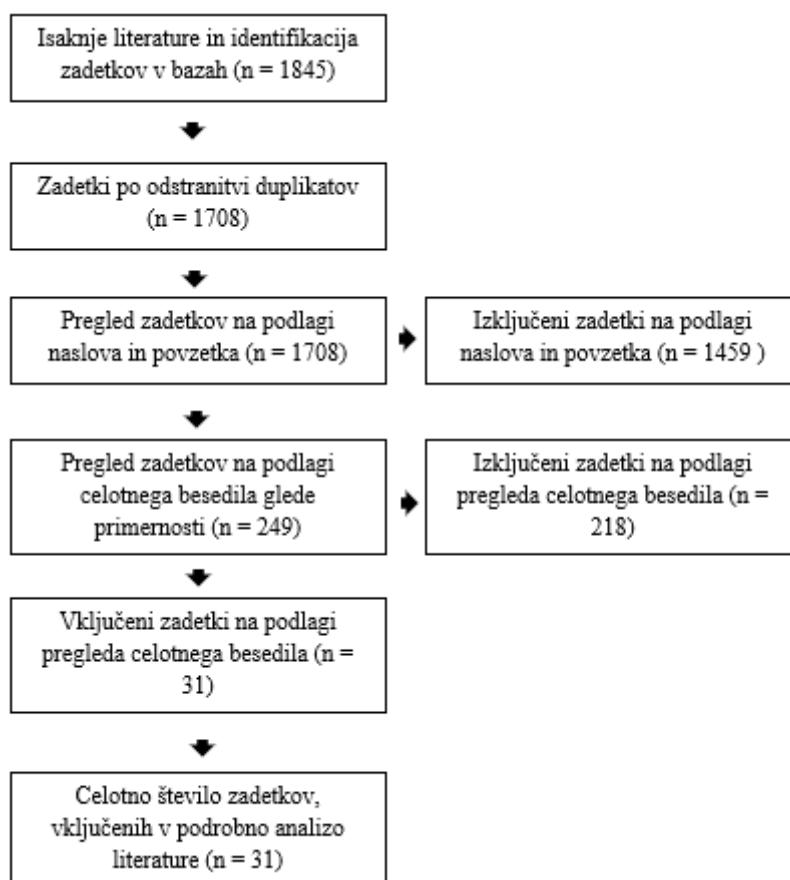 Isaknje literature in identifikacija
zadetkov v bazah (n = 1845)
Zadetki po odstranitvi duplikatov
(n = 1708)
Pregled zadetkov na podlagi
naslova in povzetka (n = 1708)
Izključeni zadetki na podlagi
naslova in povzetka (n = 1459 )
Pregled zadetkov na podlagi
celotnega besedila glede
primernosti (n = 249)
Izključeni zadetki na podlagi
pregleda celotnega besedila (n =
218)
Vključeni zadetki na podlagi
pregleda celotnega besedila (n =
31)
Celotno število zadetkov,
vključenih v podrobno analizo
literature (n = 31)